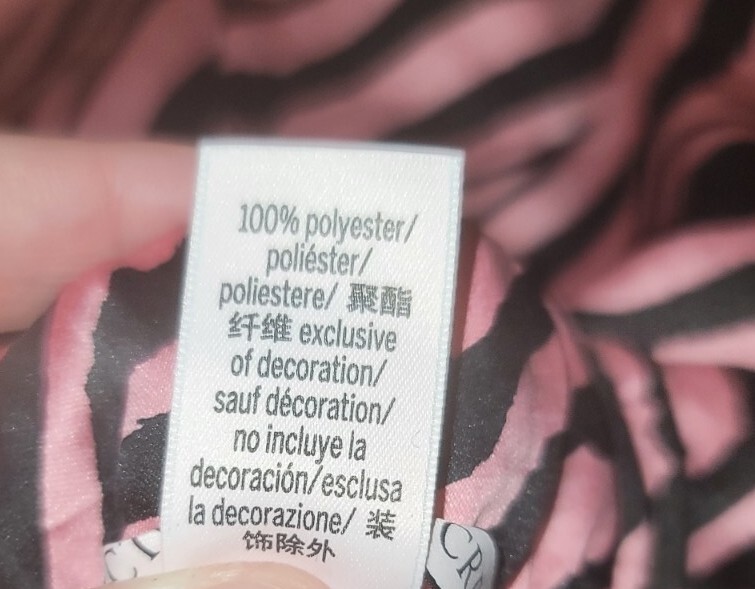 100% polyester/
poliéster/
poliestere/ 聚酯
纤维 exclusive
of decoration/
sauf décoration/
no incluye la
decoración/esclusa
la decorazione/ 装
饰除外